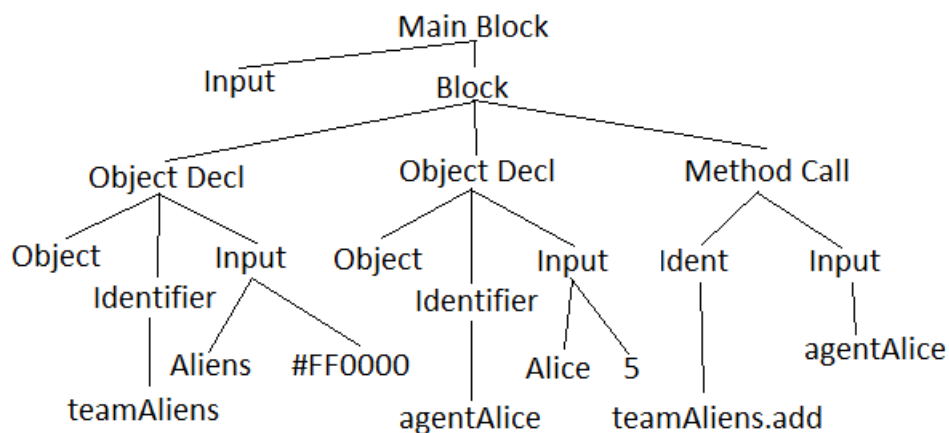 Main Block
Input
Block
Object Decl
Object Decl
Method Call
Object
Input
Object
Input
Ident
Input
Identifier
Identifier
Aliens
#FF0000
Alice
5
agentAlice
teamAliens
agentAlice
teamAliens.add